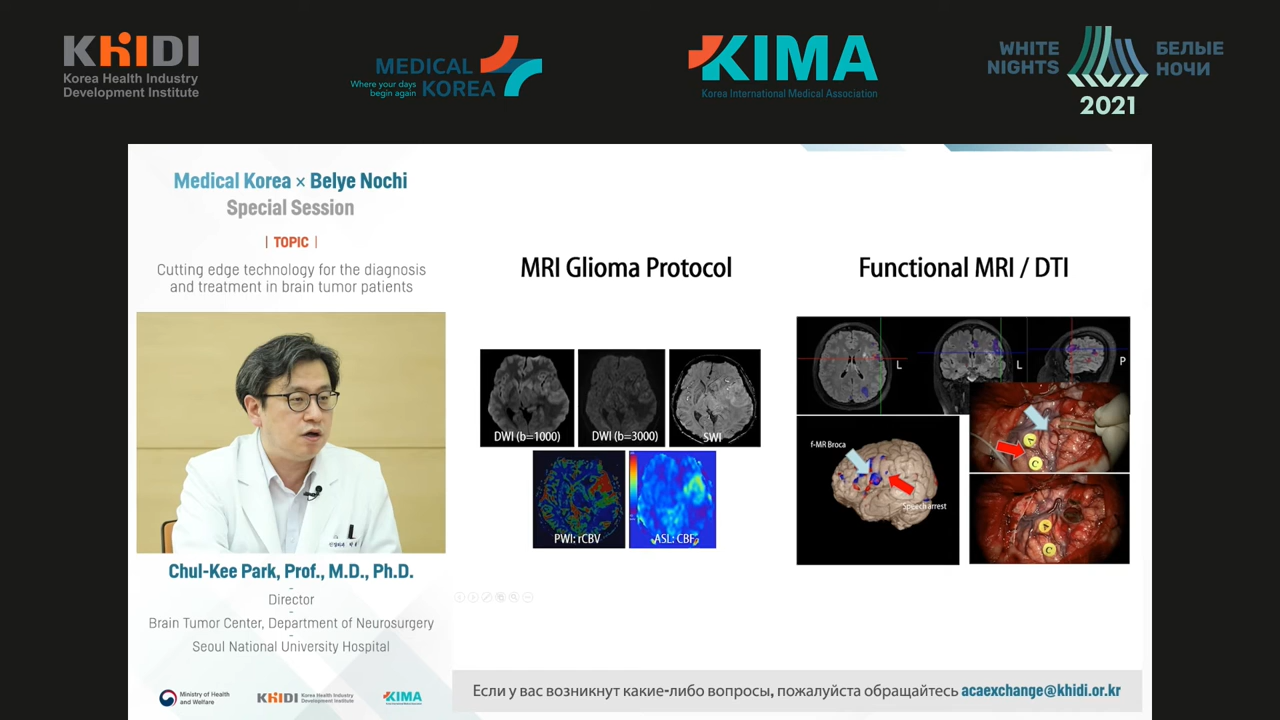 KHIDI
Korea Health Industry
Development Institute
MEDICAL
KOREA
Where your days
begin again
KIMA
Korea International Medical Association
WHITE
NIGHTS
БЕЛЫЕ
НОЧИ
2021
Medical Korea × Belye Nochi
Special Session
| TOPIC |
Cutting edge technology for the diagnosis
and treatment in brain tumor patients
Chul-Kee Park, Prof., M.D., Ph.D.
Director
Brain Tumor Center, Department of Neurosurgery
Seoul National University Hospital
Ministry of Health
and Welfare
KHIDI
Korea Health Industry
Development Institute
KIMA
MRI Glioma Protocol
DWI (b=1000)
DWI (b=3000)
SWI
PWI: rCBV
ASL: CBF
Functional MRI / DTI
L
L
P
f-MR Broca
Speech arrest
A
C
A
C
Если у вас возникнут какие-либо вопросы, пожалуйста обращайтесь acaexchange@khidi.or.kr